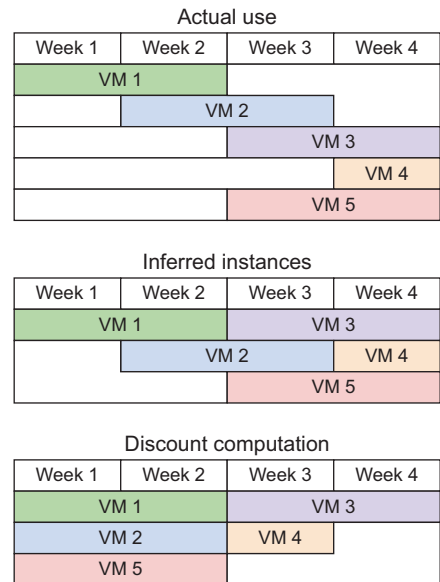 Actual use
Week 1 Week 2 Week 3 Week 4
VM 1
VM 2
VM 3
VM 4
VM 5
Inferred instances
Week 1 Week 2 Week 3 Week 4
VM 1 VM 3
VM 2 VM 4
VM 5
Discount computation
Week 1 Week 2 Week 3 Week 4
VM 1 VM 3
VM 2 VM 4
VM 5